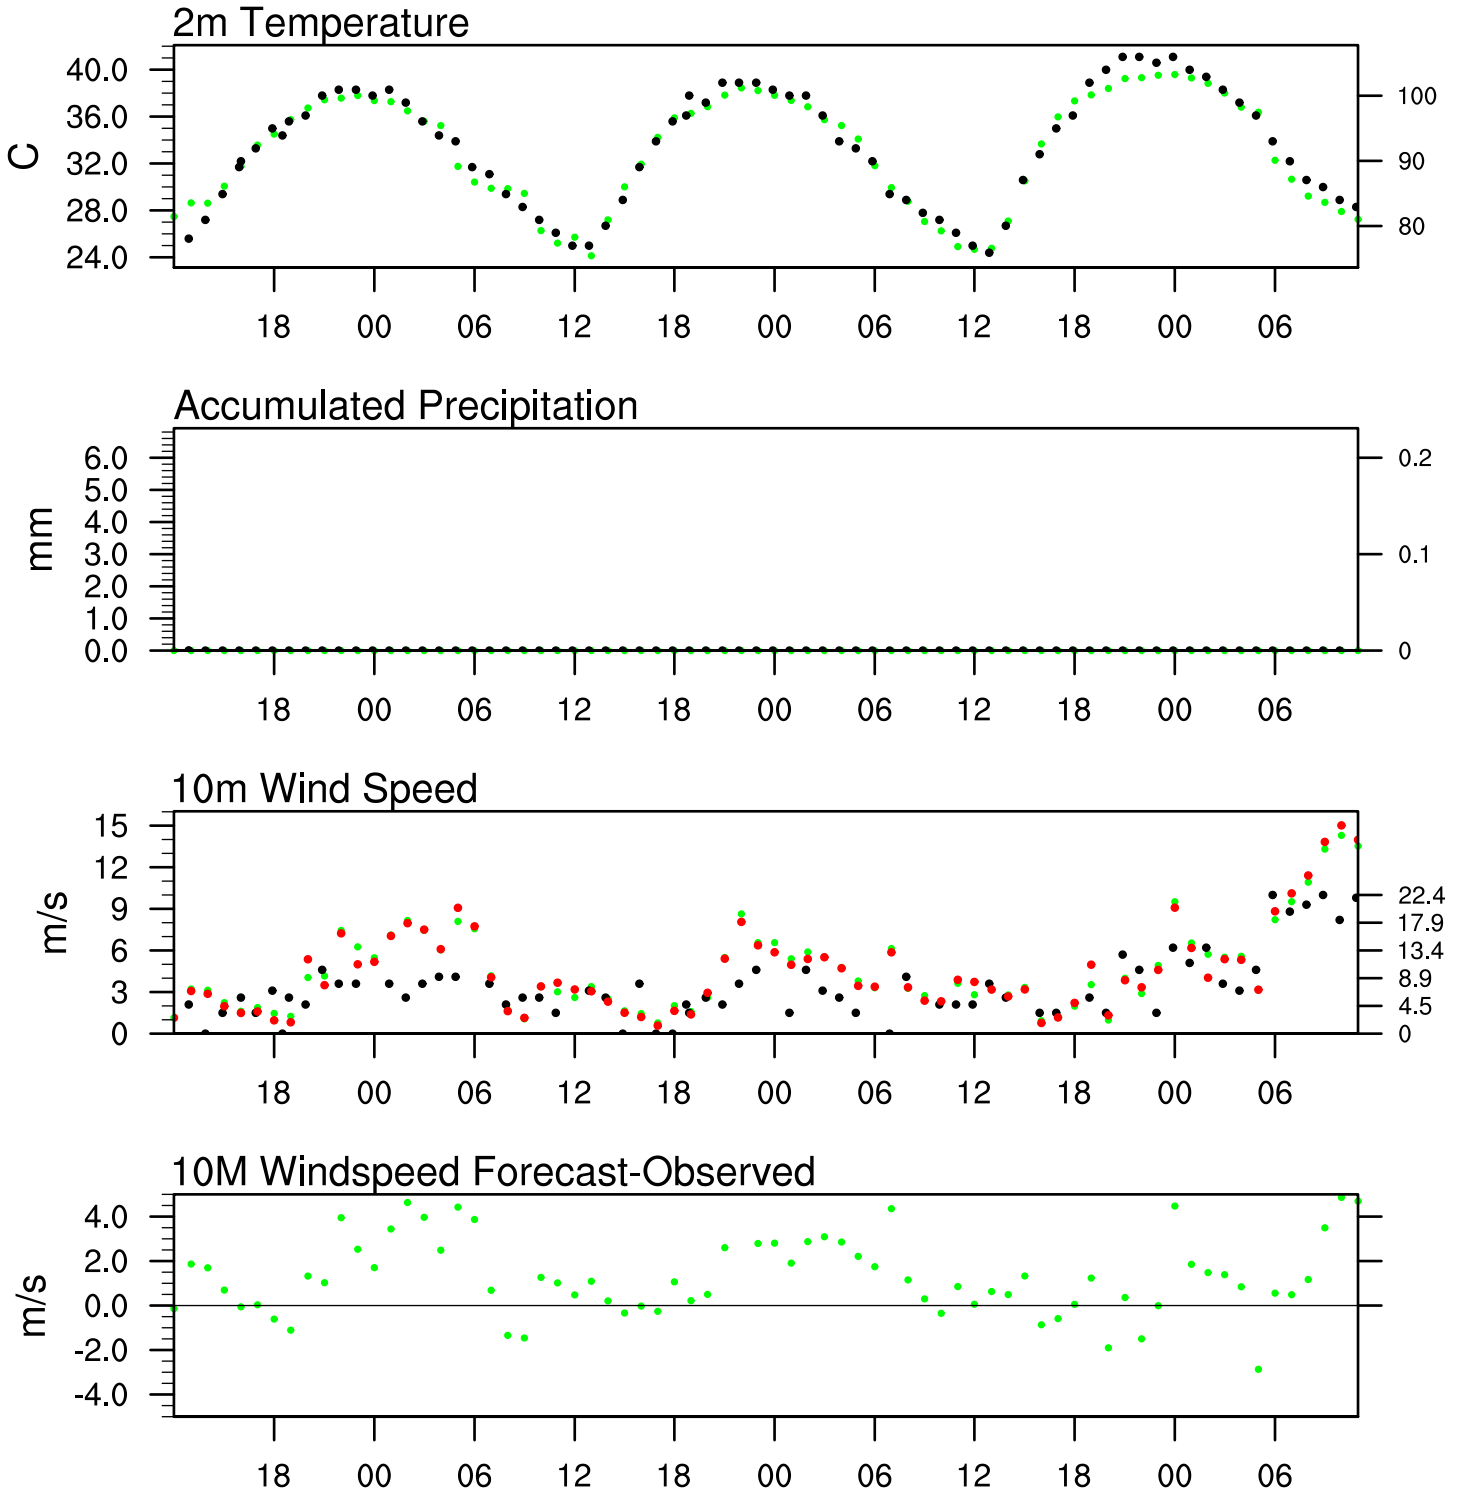 2m Temperature
40.0
36.0
32.0
28.0
24.0
C
100
90
80
18 00 06 12 18 00 06 12 18 00 06
Accumulated Precipitation
6.0
5.0
4.0
3.0
2.0
1.0
0.0
mm
0.2
0.1
0
18 00 06 12 18 00 06 12 18 00 06
10m Wind Speed
15
12
9
6
3
0
m/s
22.4
17.9
13.4
8.9
4.5
0
18 00 06 12 18 00 06 12 18 00 06
10M Windspeed Forecast-Observed
4.0
2.0
0.0
-2.0
-4.0
m/s
18 00 06 12 18 00 06 12 18 00 06